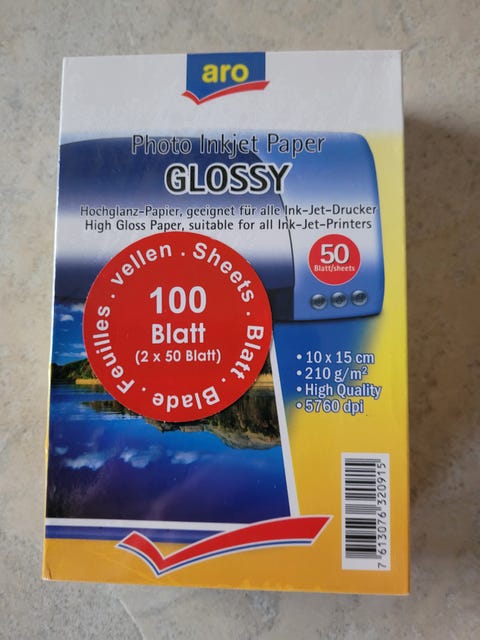 aro
Photo Inkjet Paper
GLOSSY
Hochglanz-Papier, geeignet für alle Ink-Jet-Drucker
High Gloss Paper, suitable for all Ink-Jet-Printers
50
Blatt/sheets
Feuilles · vellen · Sheets · Blatt · Blade ·
100
Blatt
(2 x 50 Blatt)
• 10 x 15 cm
• 210 g/m²
• High Quality
• 5760 dpi
7 613076 320915